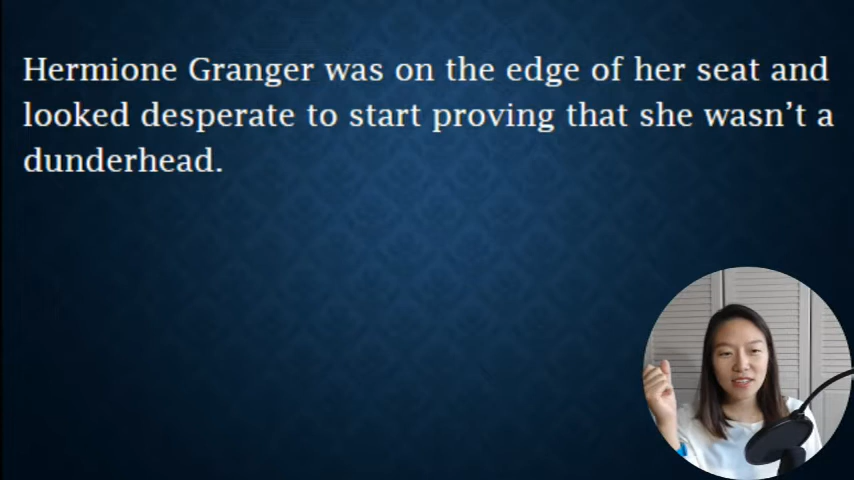 Hermione Granger was on the edge of her seat and
looked desperate to start proving that she wasn’t a
dunderhead.